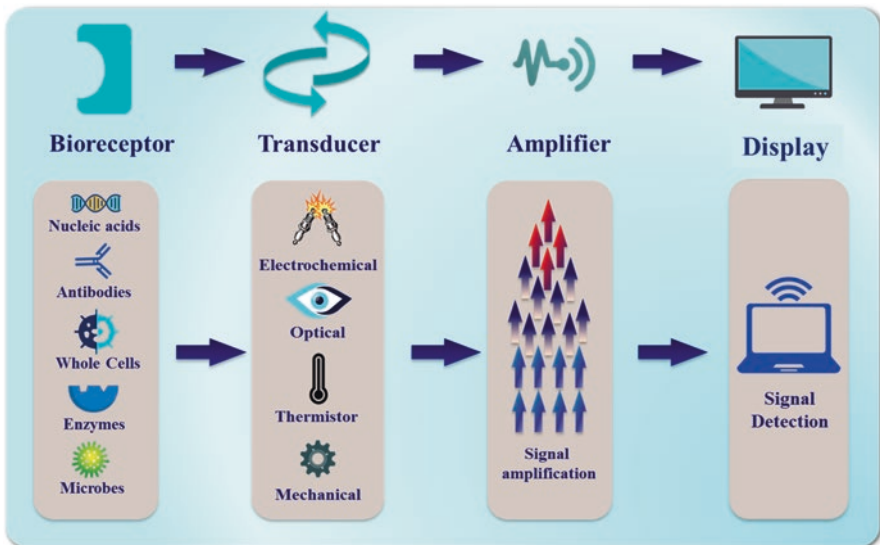 Bioreceptor
Transducer
Amplifier
Display
Nucleic acids
Antibodies
Whole Cells
Enzymes
Microbes
Electrochemical
Optical
Thermistor
Mechanical
Signal
amplification
Signal
Detection